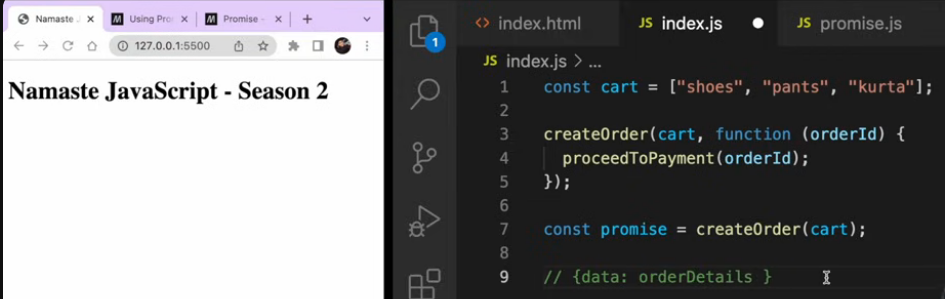 Namaste J
Using Pro
Promise -
127.0.0.1:5500
Namaste JavaScript - Season 2
1
<> index.html
JS index.js
JS promise.js
JS index.js > ...
1 const cart = ["shoes", "pants", "kurta"];
2
3 createOrder(cart, function (orderId) {
4 proceedToPayment(orderId);
5 });
6
7 const promise = createOrder(cart);
8
9 // {data: orderDetails }